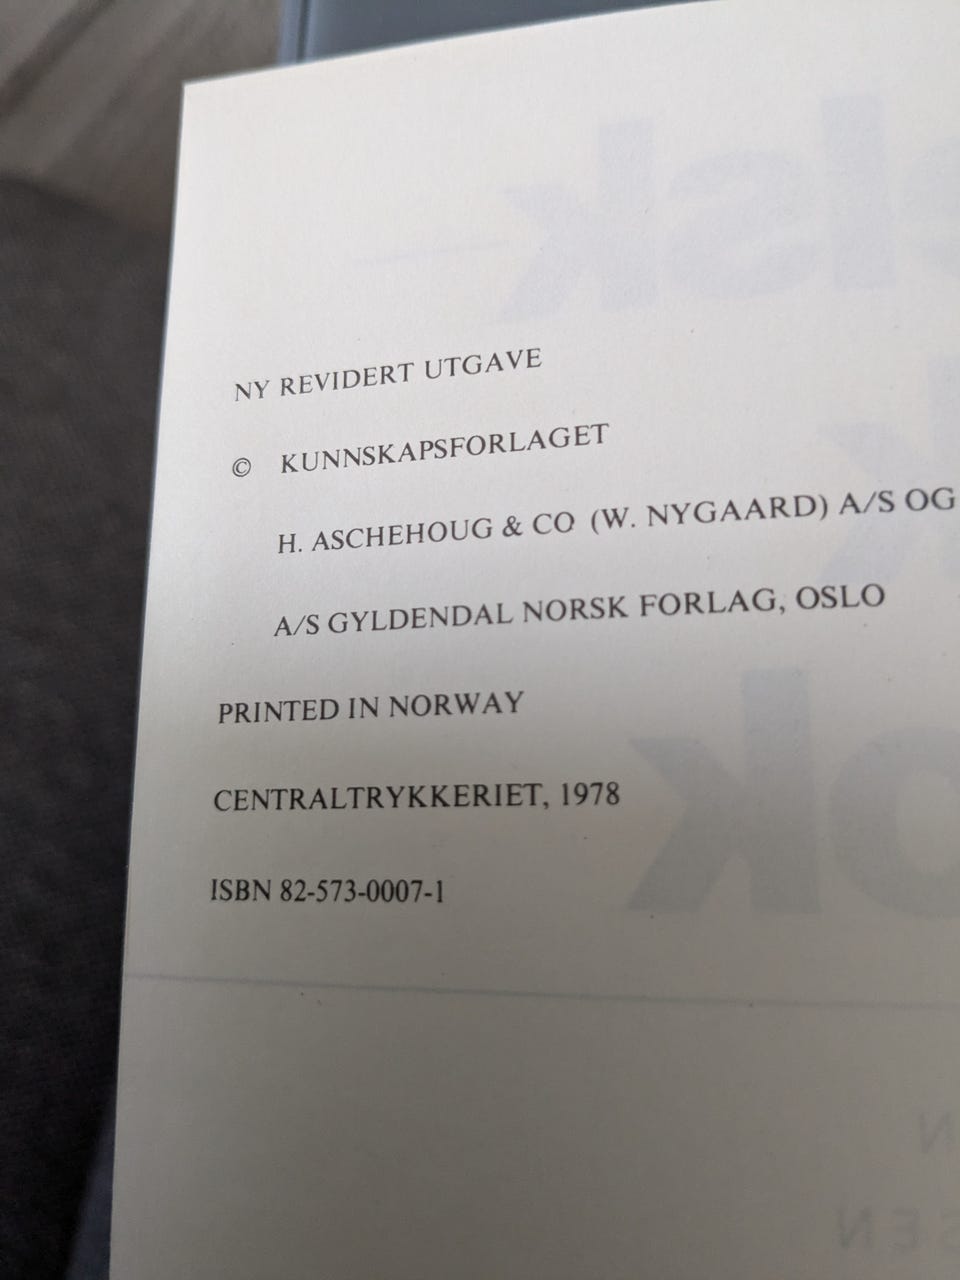 NY REVIDERT UTGAVE
© KUNNSKAPSFORLAGET
H. ASCHEHOUG & CO (W. NYGAARD) A/S OG
A/S GYLDENDAL NORSK FORLAG, OSLO
PRINTED IN NORWAY
CENTRALTRYKKERIET, 1978
ISBN 82-573-0007-1